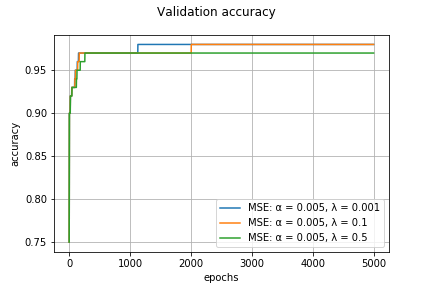 Validation accuracy
accuracy
0.95
0.90
0.85
0.80
0.75
MSE: α = 0.005, λ = 0.001
MSE: α = 0.005, λ = 0.1
MSE: α = 0.005, λ = 0.5
0 1000 2000 3000 4000 5000
epochs